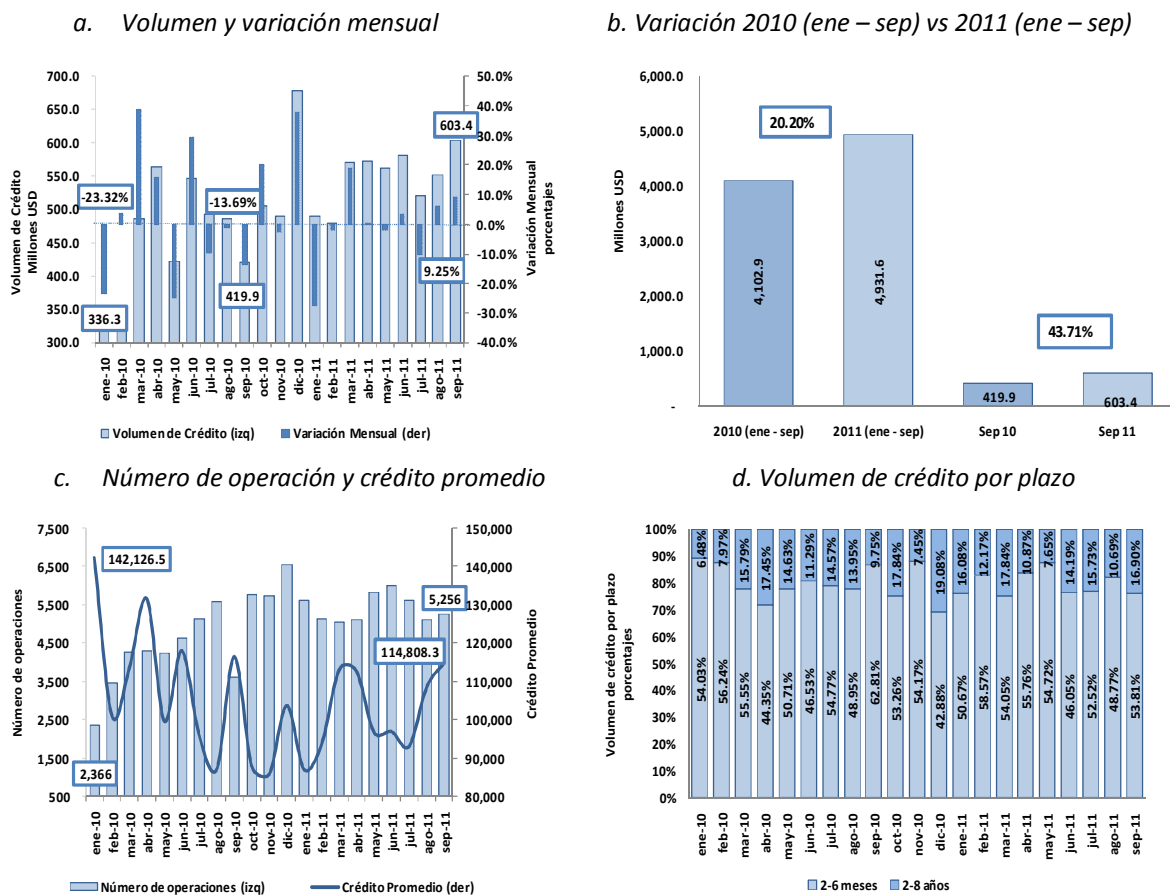 a. Volumen y variación mensual
700.0
650.0
600.0
550.0
500.0
450.0
400.0
350.0
300.0
50.0%
40.0%
30.0%
20.0%
10.0%
0.0%
-10.0%
-20.0%
-30.0%
-40.0%
Volumen de Crédito
Millones USD
Variación Mensual
porcentajes
603.4
-23.32%
-13.69%
9.25%
419.9
336.3
ene-10
feb-10
mar-10
abr-10
may-10
jun-10
jul-10
ago-10
sep-10
oct-10
nov-10
dic-10
ene-11
feb-11
mar-11
abr-11
may-11
jun-11
jul-11
ago-11
sep-11
Volumen de Crédito (izq)
Variación Mensual (der)
b. Variación 2010 (ene – sep) vs 2011 (ene – sep)
6,000.0
5,000.0
4,000.0
3,000.0
2,000.0
1,000.0
-
Millones USD
20.20%
43.71%
4,102.9
4,931.6
419.9
603.4
2010 (ene - sep)
2011 (ene - sep)
Sep 10
Sep 11
c. Número de operación y crédito promedio
7,500
6,500
5,500
4,500
3,500
2,500
1,500
500
150,000
140,000
130,000
120,000
110,000
100,000
90,000
80,000
Número de operaciones
Crédito Promedio
142,126.5
5,256
114,808.3
2,366
ene-10
feb-10
mar-10
abr-10
may-10
jun-10
jul-10
ago-10
sep-10
oct-10
nov-10
dic-10
ene-11
feb-11
mar-11
abr-11
may-11
jun-11
jul-11
ago-11
sep-11
Número de operaciones (izq)
Crédito Promedio (der)
d. Volumen de crédito por plazo
100%
90%
80%
70%
60%
50%
40%
30%
20%
10%
0%
Volumen de crédito por plazo
porcentajes
6.48%
7.97%
15.79%
17.45%
14.63%
11.29%
14.57%
13.95%
9.75%
17.84%
7.45%
19.08%
16.08%
12.17%
17.84%
10.87%
7.65%
14.19%
15.73%
10.69%
16.90%
54.03%
56.24%
55.55%
44.35%
50.71%
46.53%
54.77%
48.95%
62.81%
53.26%
54.17%
42.88%
50.67%
58.57%
54.05%
55.76%
54.72%
46.05%
52.52%
48.77%
53.81%
ene-10
feb-10
mar-10
abr-10
may-10
jun-10
jul-10
ago-10
sep-10
oct-10
nov-10
dic-10
ene-11
feb-11
mar-11
abr-11
may-11
jun-11
jul-11
ago-11
sep-11
2-6 meses
2-8 años